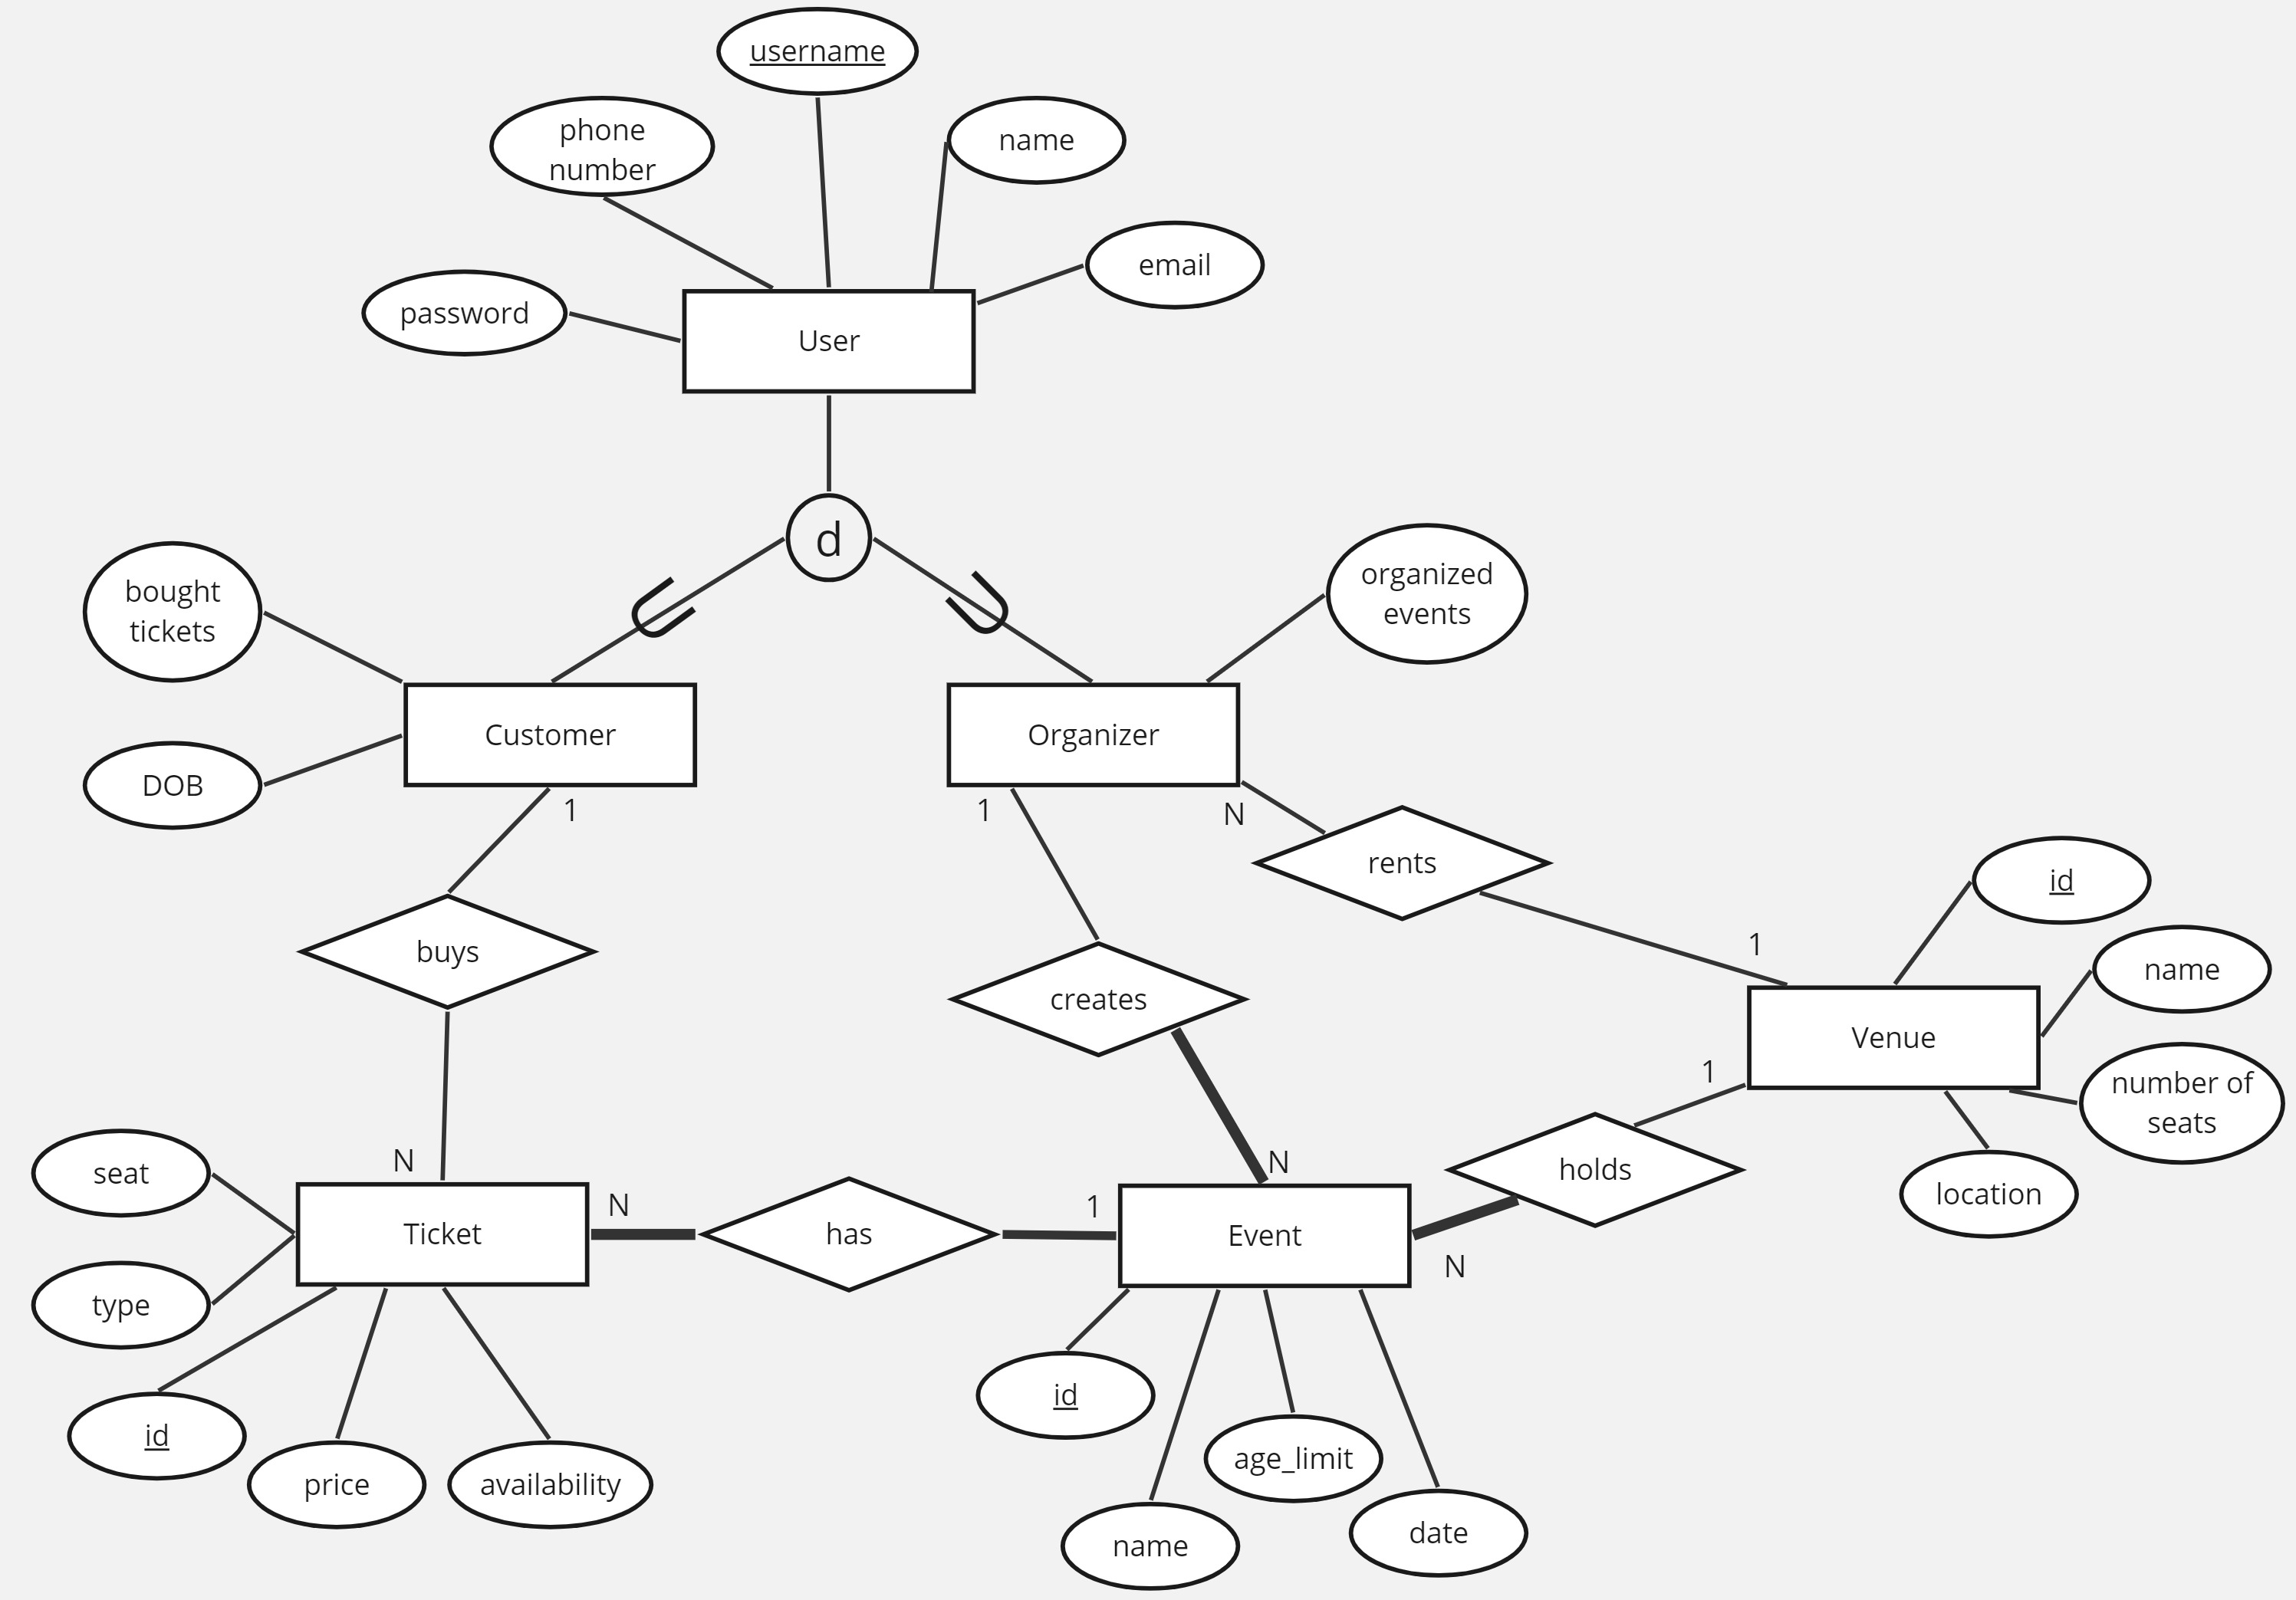 username
phone
number
name
email
password
User
d
bought
tickets
organized
events
Customer
Organizer
DOB
1
1
N
rents
buys
creates
1
id
name
Venue
number of
seats
location
1
holds
N
N
N
1
N
seat
Ticket
has
Event
type
id
price
availability
id
age_limit
name
date